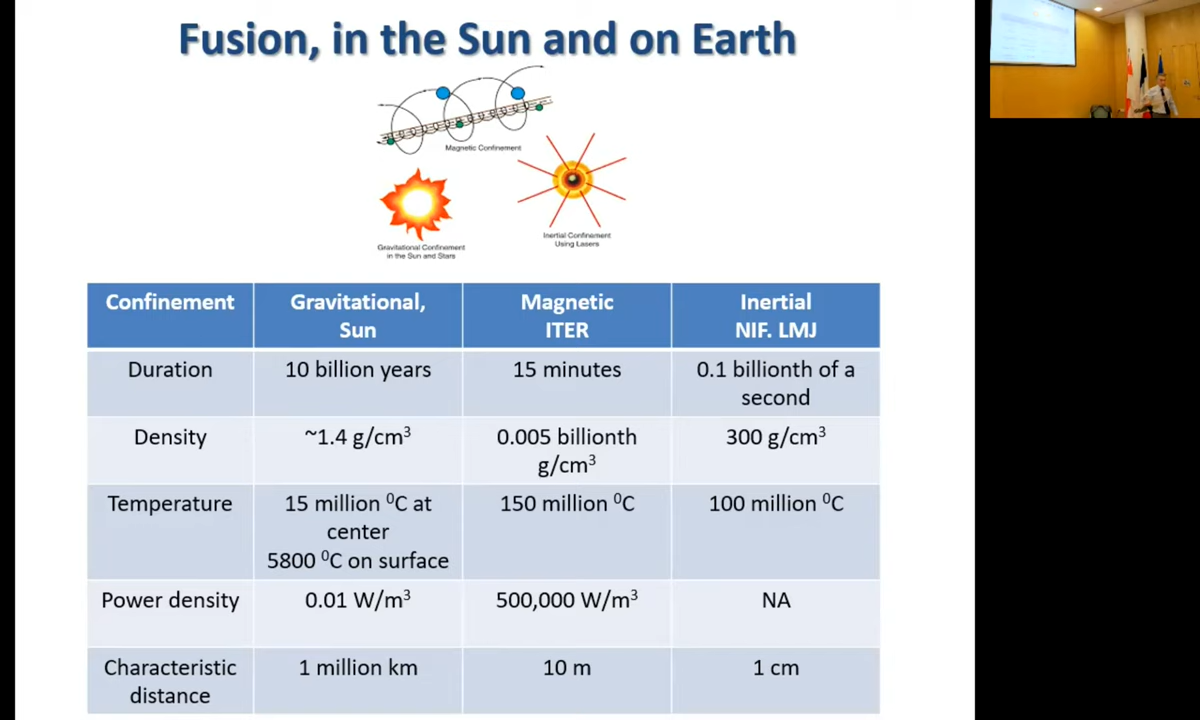 Fusion, in the Sun and on Earth
Magnetic Confinement
Gravitational Confinement
in the Sun and Stars
Inertial Confinement
Using Lasers
Confinement
Gravitational,
Sun
Magnetic
ITER
Inertial
NIF. LMJ
Duration
10 billion years
15 minutes
0.1 billionth of a
second
Density
~1.4 g/cm³
0.005 billionth
g/cm³
300 g/cm³
Temperature
15 million ⁰C at
center
5800 ⁰C on surface
150 million ⁰C
100 million ⁰C
Power density
0.01 W/m³
500,000 W/m³
NA
Characteristic
distance
1 million km
10 m
1 cm